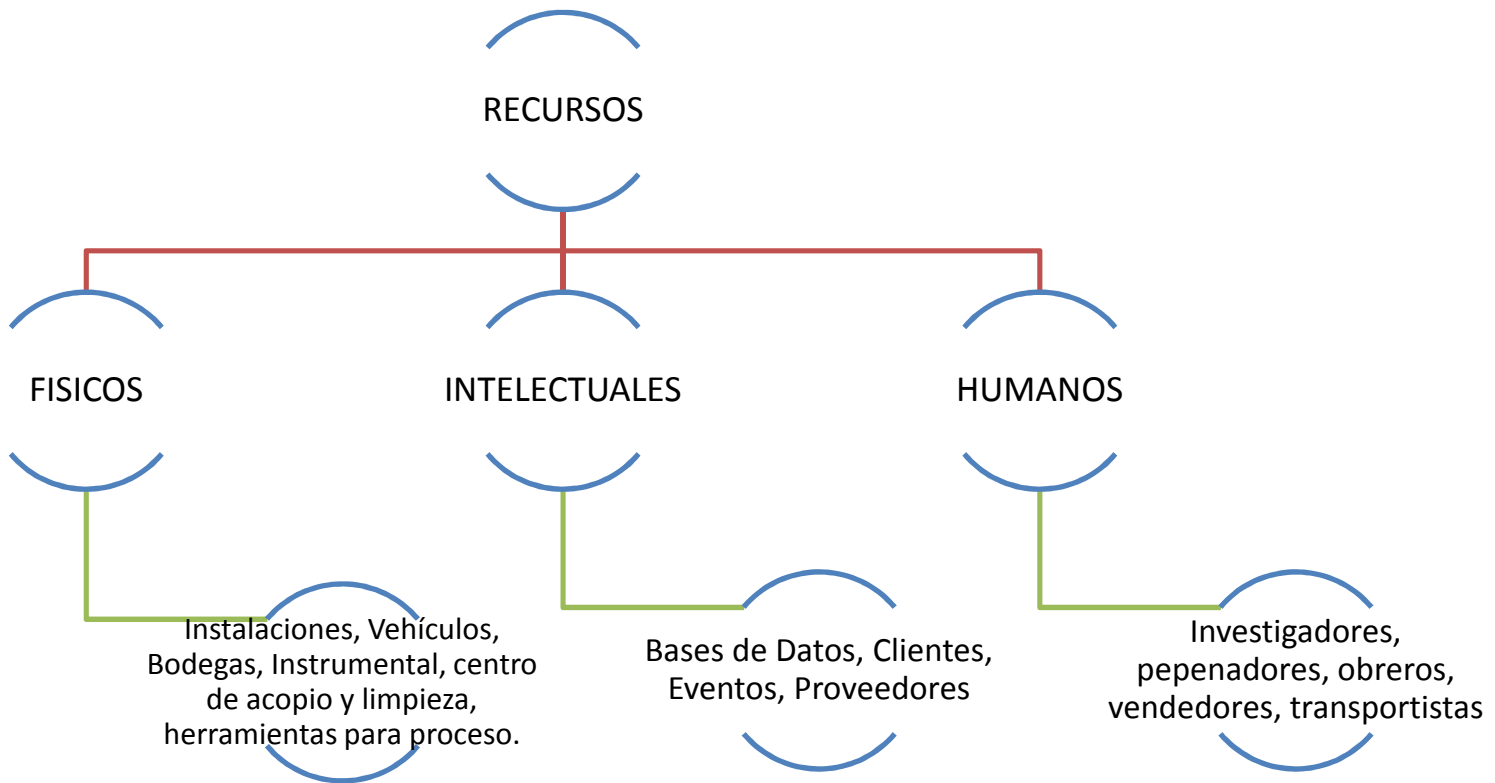 RECURSOS
FISICOS
INTELECTUALES
HUMANOS
Instalaciones, Vehículos,
Bodegas, Instrumental, centro
de acopio y limpieza,
herramientas para proceso.
Bases de Datos, Clientes,
Eventos, Proveedores
Investigadores,
pepenadores, obreros,
vendedores, transportistas